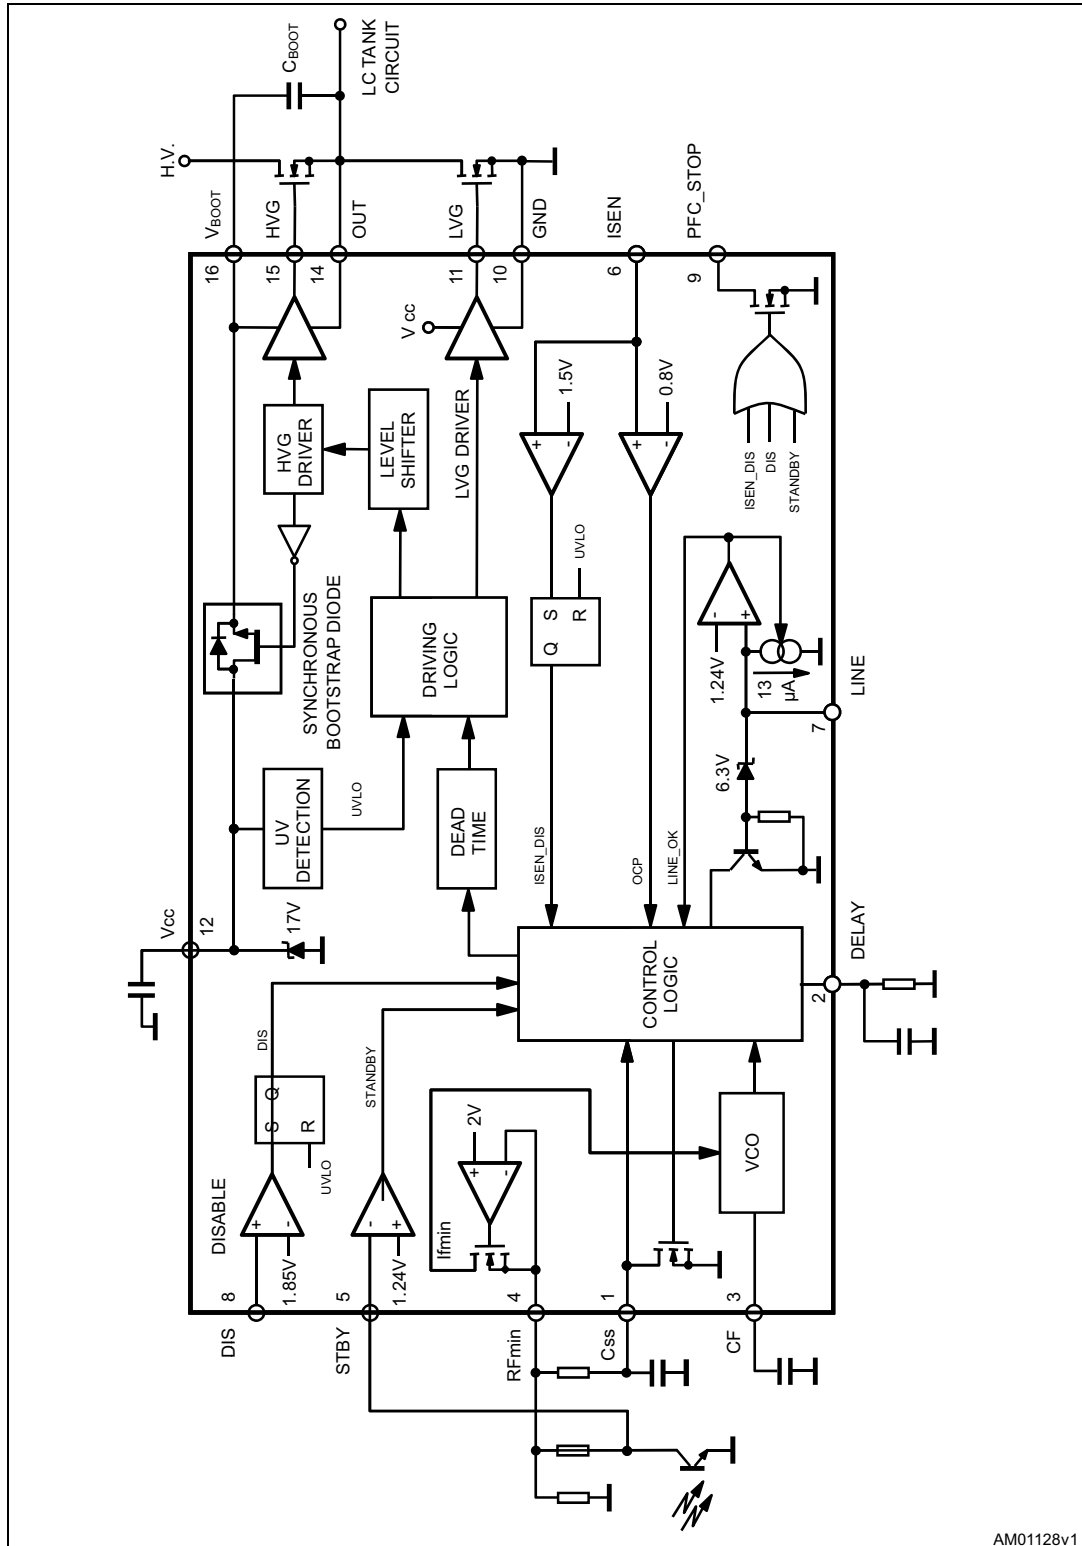 H.V.
C_BOOT
LC TANK
CIRCUIT
V_BOOT
HVG
OUT
LVG
GND
ISEN
PFC_STOP
16
15
14
11
10
6
9
V cc
HVG
DRIVER
LEVEL
SHIFTER
LVG DRIVER
SYNCHRONOUS
BOOTSTRAP DIODE
DRIVING
LOGIC
+
-
1.5V
+
-
0.8V
ISEN_DIS
DIS
STANDBY
Q S
R
UVLO
UV
DETECTION
UVLO
DEAD
TIME
1.24V
-
+
13
µA
7
LINE
6.3V
ISEN_DIS
OCP
LINE_OK
Vcc
12
17V
CONTROL
LOGIC
DELAY
2
DIS
STANDBY
S Q
R
UVLO
DISABLE
+
-
1.85V
-
+
1.24V
2V
+
-
Ifmin
VCO
8
5
4
1
3
DIS
STBY
RFmin
Css
CF
AM01128v1